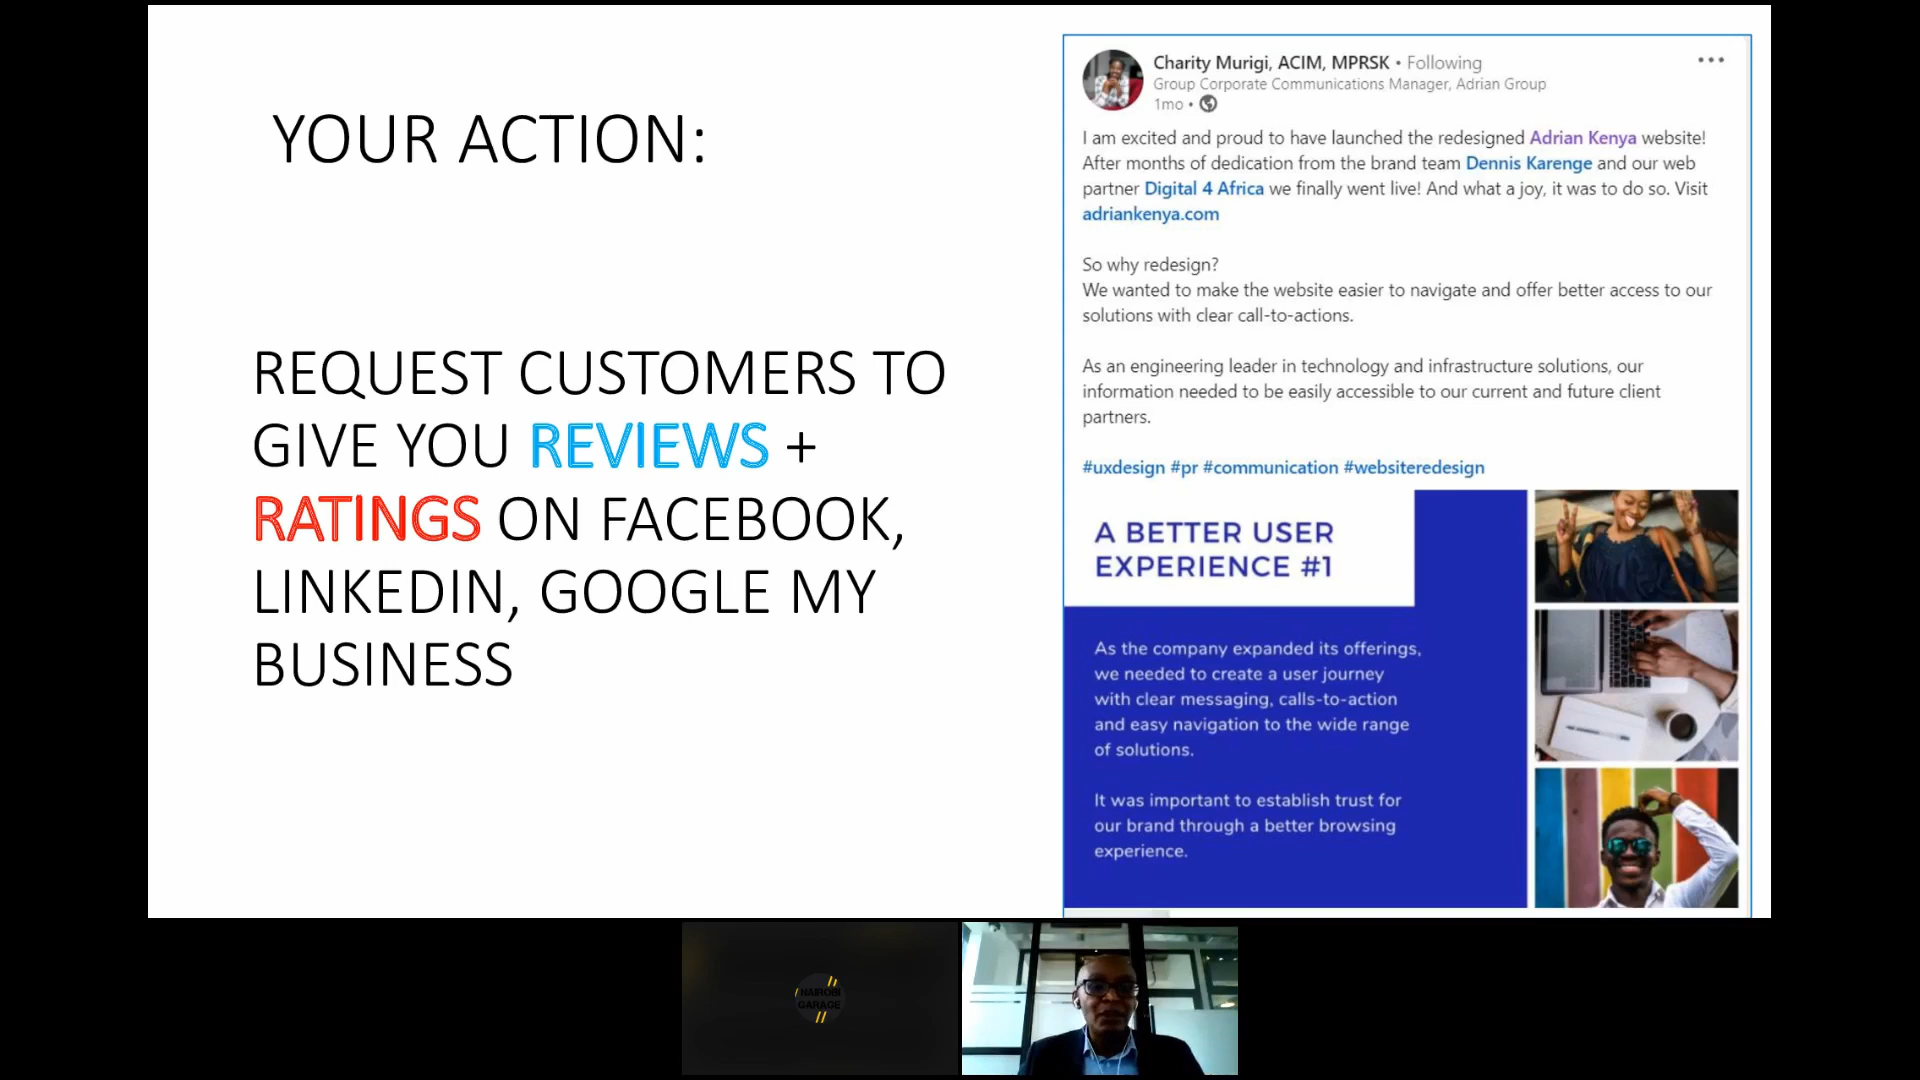 YOUR ACTION:
REQUEST CUSTOMERS TO
GIVE YOU REVIEWS +
RATINGS ON FACEBOOK,
LINKEDIN, GOOGLE MY
BUSINESS
Charity Murigi, ACIM, MPRSK • Following
Group Corporate Communications Manager, Adrian Group
1mo •
I am excited and proud to have launched the redesigned Adrian Kenya website!
After months of dedication from the brand team Dennis Karenge and our web
partner Digital 4 Africa we finally went live! And what a joy, it was to do so. Visit
adriankenya.com
So why redesign?
We wanted to make the website easier to navigate and offer better access to our
solutions with clear call-to-actions.
As an engineering leader in technology and infrastructure solutions, our
information needed to be easily accessible to our current and future client
partners.
#uxdesign #pr #communication #websiteredesign
A BETTER USER
EXPERIENCE #1
As the company expanded its offerings,
we needed to create a user journey
with clear messaging, calls-to-action
and easy navigation to the wide range
of solutions.
It was important to establish trust for
our brand through a better browsing
experience.
NAIROBI
GARAGE